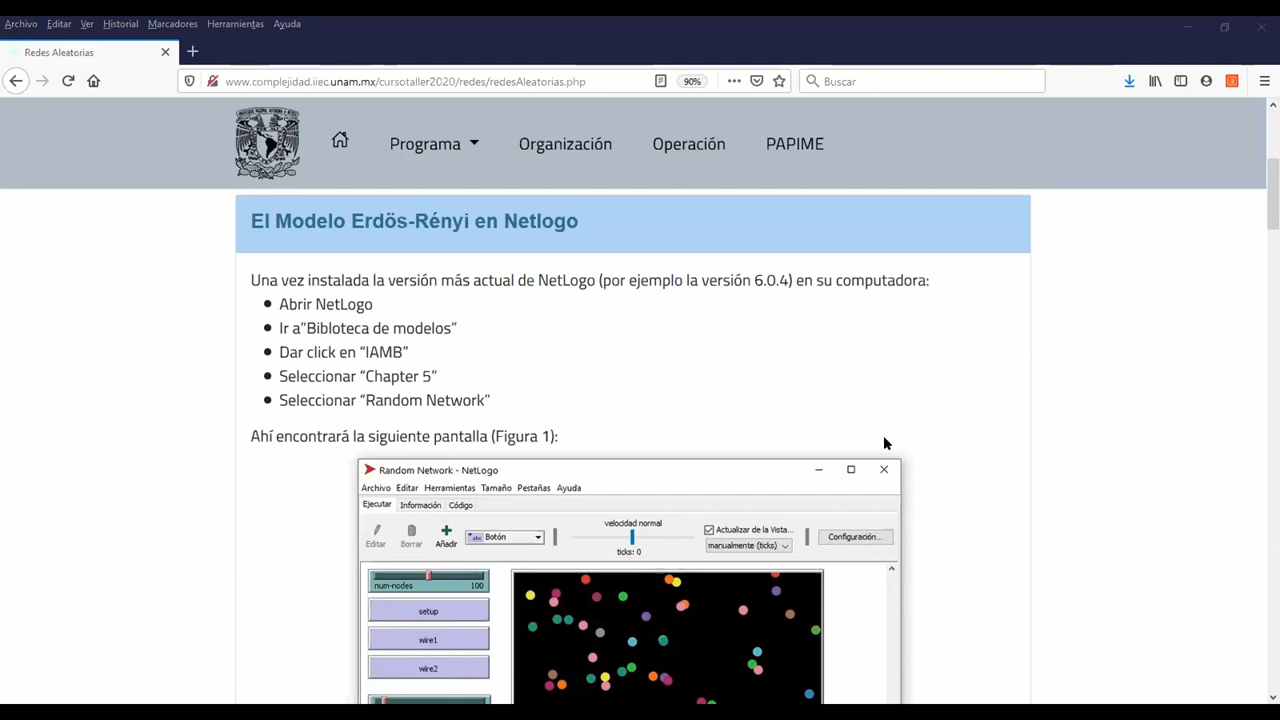 Archivo Editar Ver Historial Marcadores Herramientas Ayuda
Redes Aleatorias
www.complejidad.iiec.unam.mx/cursotaller2020/redes/redesAleatorias.php 90% Buscar
Programa Organización Operación PAPIME
El Modelo Erdös-Rényi en Netlogo
Una vez instalada la versión más actual de NetLogo (por ejemplo la versión 6.0.4) en su computadora:
Abrir NetLogo
Ir a"Bibloteca de modelos"
Dar click en “IAMB”
Seleccionar “Chapter 5”
Seleccionar “Random Network”
Ahí encontrará la siguiente pantalla (Figura 1):
Random Network - NetLogo
Archivo Editar Herramientas Tamaño Pestañas Ayuda
Ejecutar Información Código
Editar Borrar Añadir abc Botón velocidad normal ticks: 0 Actualizar de la Vista... manualmente (ticks) Configuración...
num-nodes 100
setup
wire1
wire2